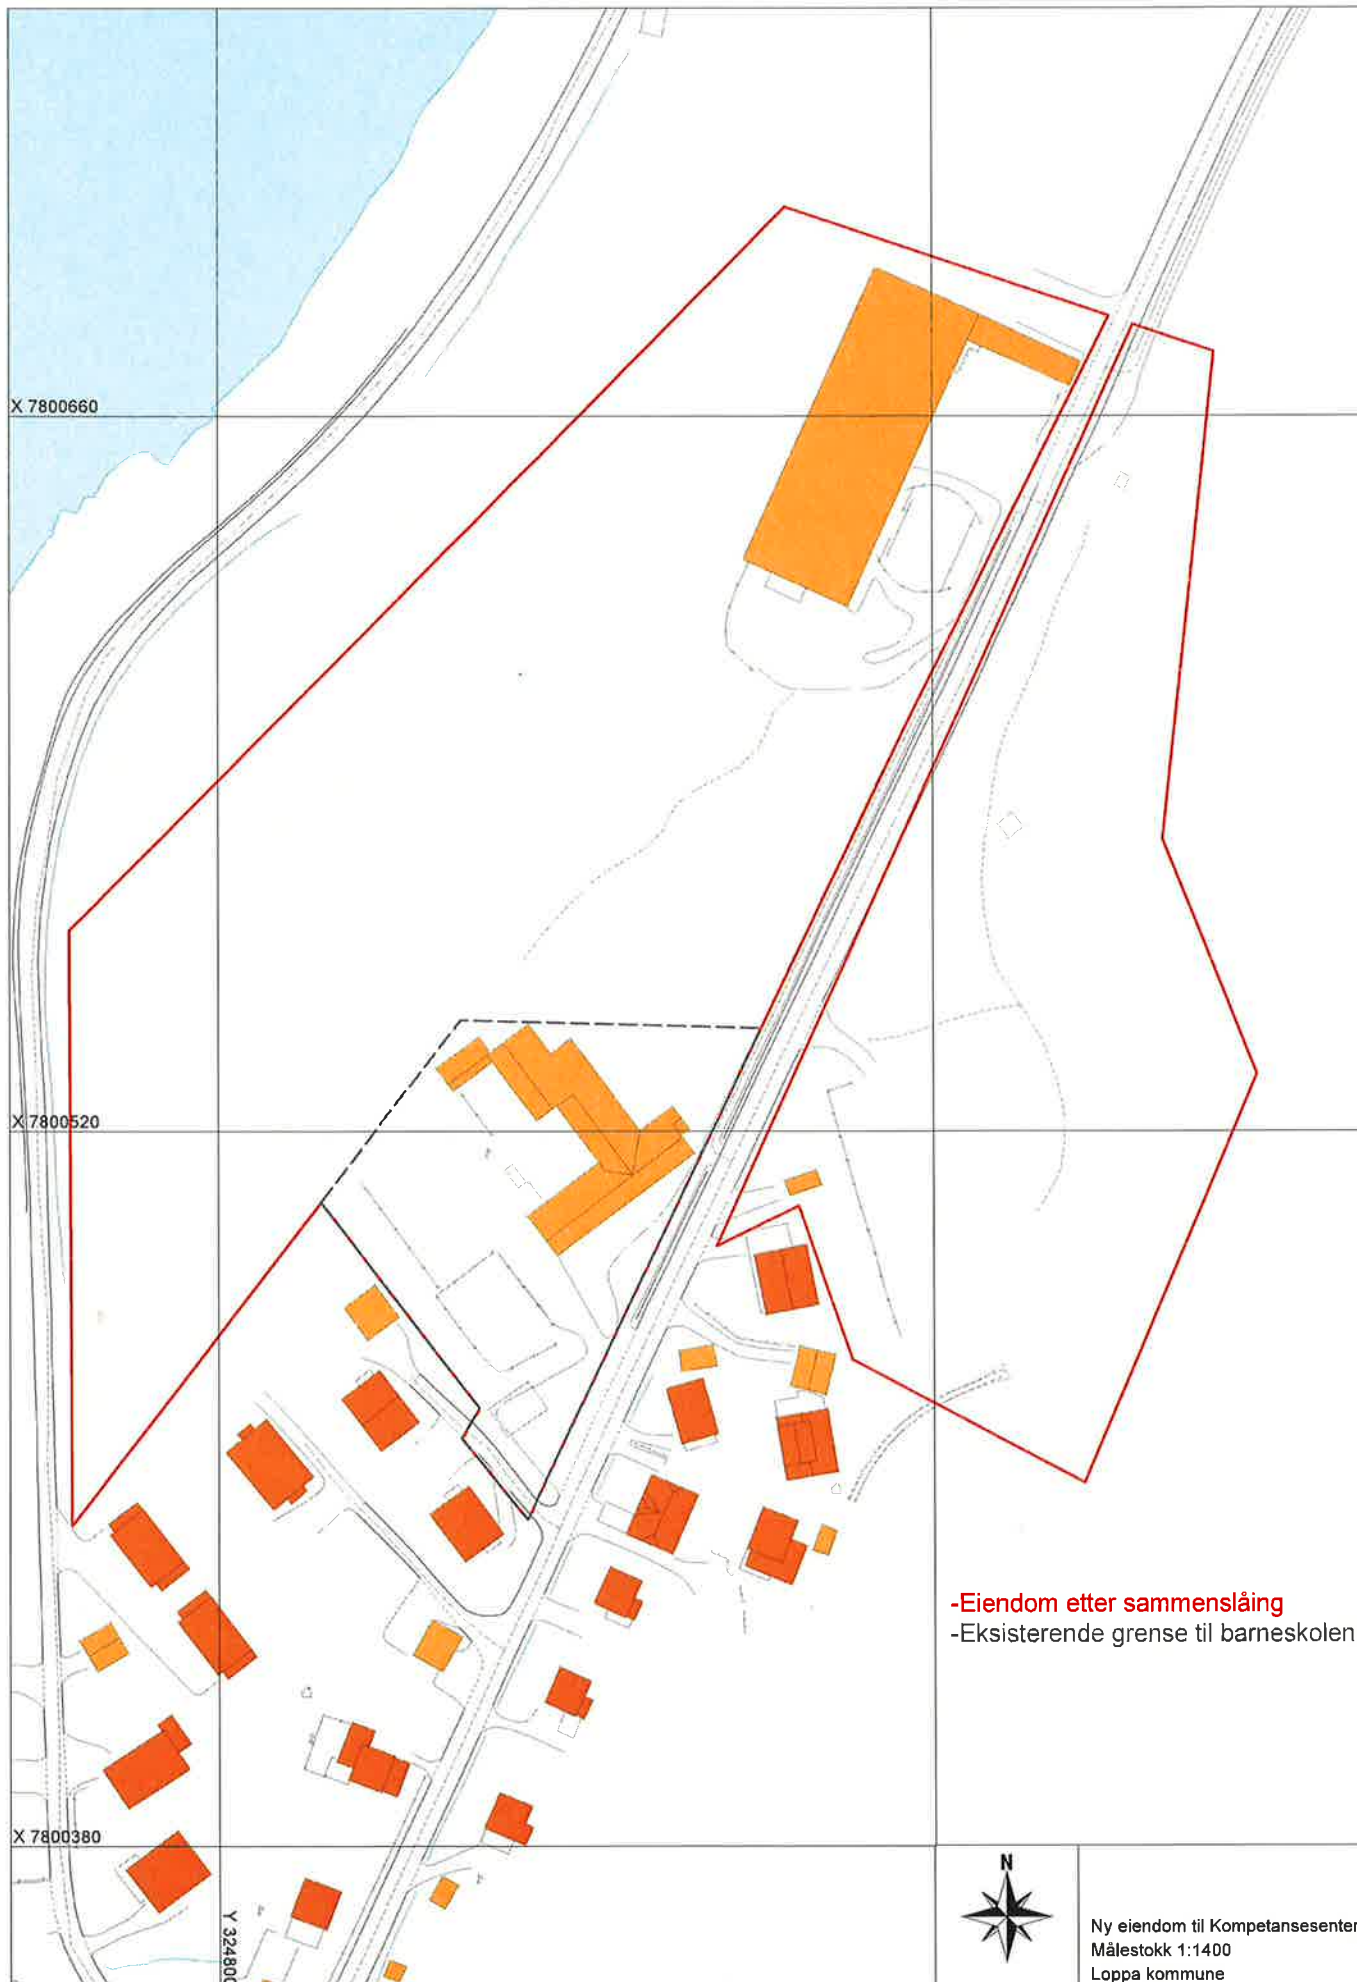 X 7800660
X 7800520
-Eiendom etter sammenslåing
-Eksisterende grense til barneskolen
X 7800380
N
Y 324800
Ny eiendom til Kompetansesenter
Målestokk 1:1400
Loppa kommune